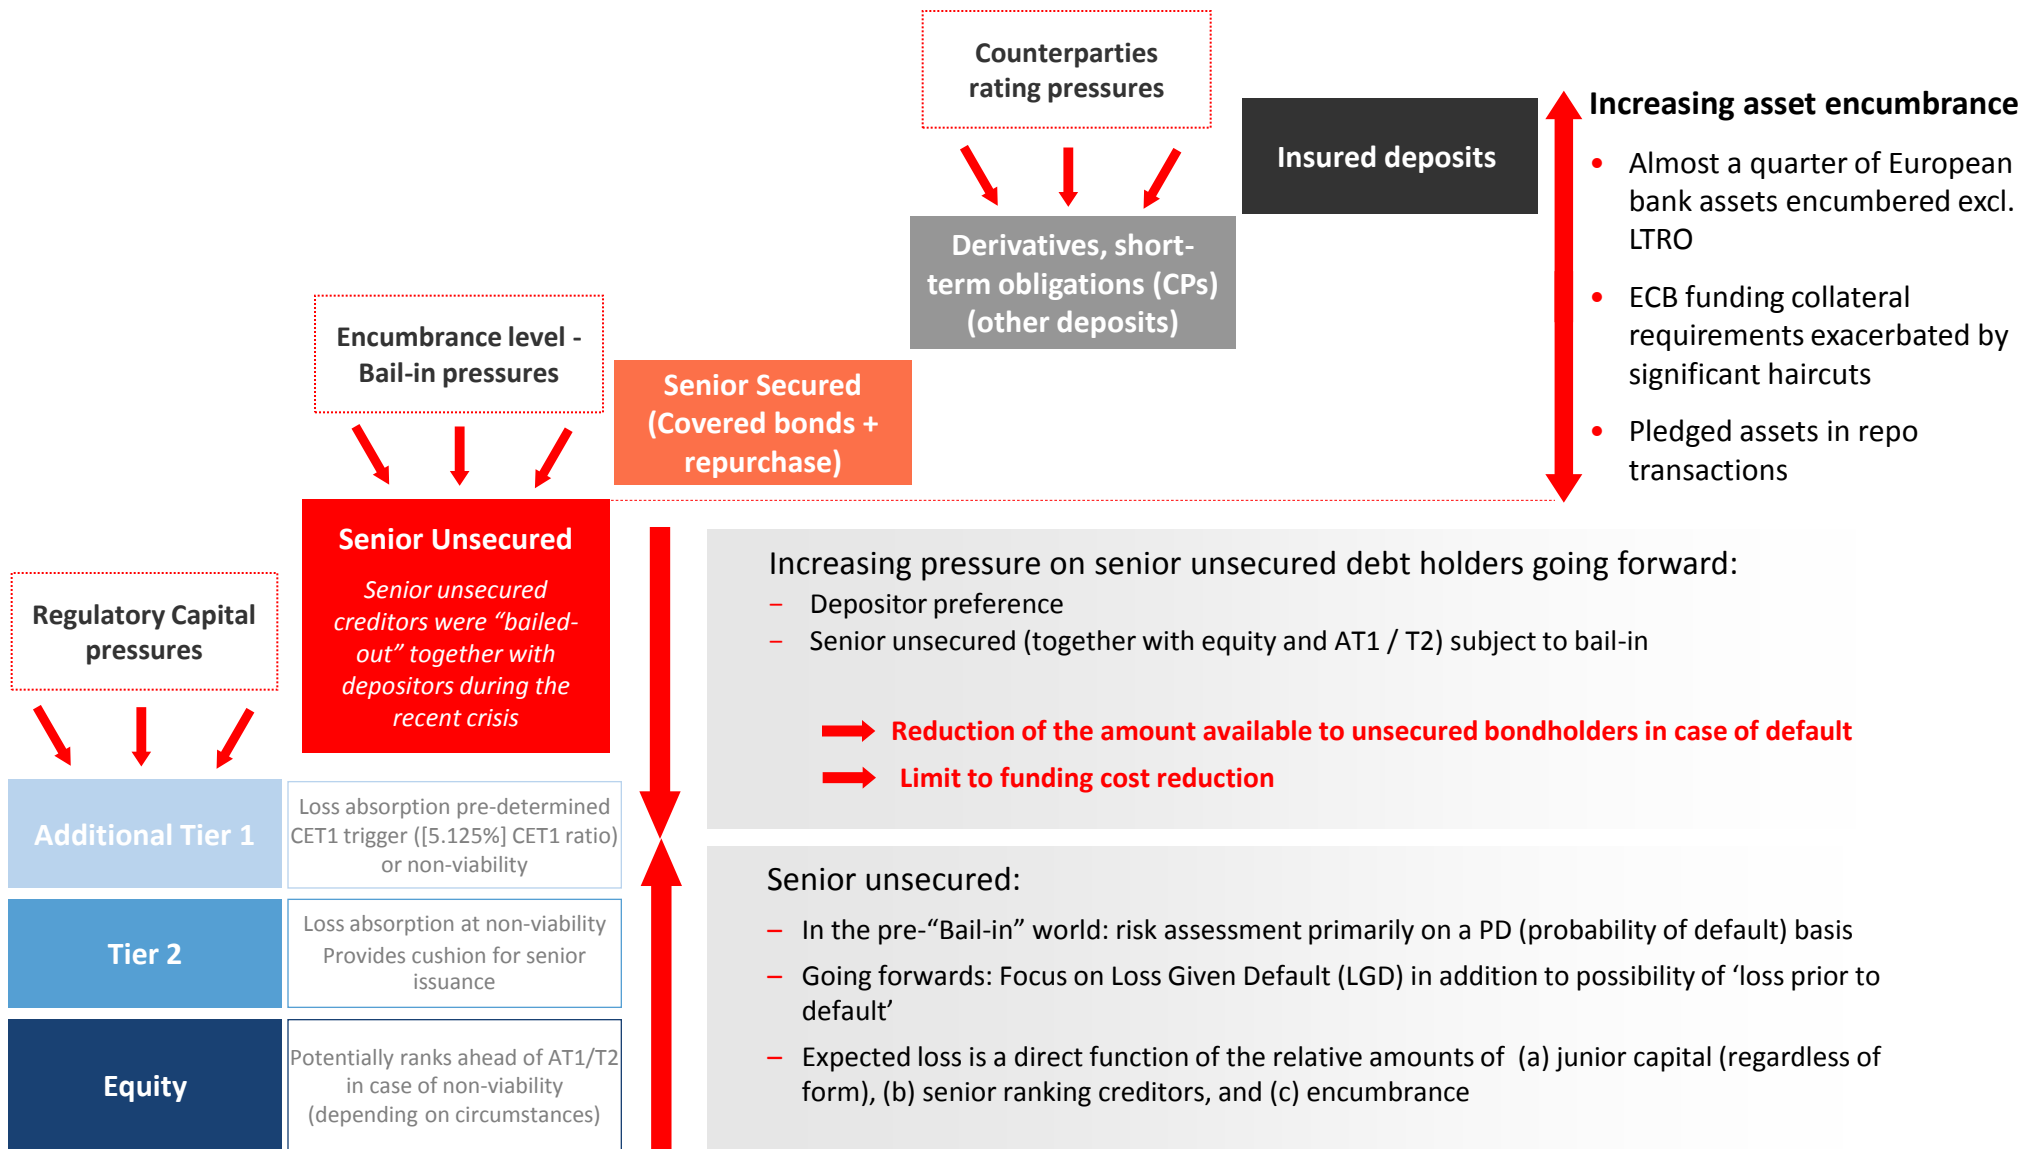 Counterparties
rating pressures
Increasing asset encumbrance
Insured deposits
• Almost a quarter of European
bank assets encumbered excl.
LTRO
• ECB funding collateral
requirements exacerbated by
significant haircuts
• Pledged assets in repo
transactions
Derivatives, short-
term obligations (CPs)
(other deposits)
Encumbrance level -
Bail-in pressures
Senior Secured
(Covered bonds +
repurchase)
Senior Unsecured
Senior unsecured
creditors were “bailed-
out” together with
depositors during the
recent crisis
Regulatory Capital
pressures
Increasing pressure on senior unsecured debt holders going forward:
– Depositor preference
– Senior unsecured (together with equity and AT1 / T2) subject to bail-in
Reduction of the amount available to unsecured bondholders in case of default
Limit to funding cost reduction
Additional Tier 1
Loss absorption pre-determined
CET1 trigger ([5.125%] CET1 ratio)
or non-viability
Tier 2
Loss absorption at non-viability
Provides cushion for senior
issuance
Equity
Potentially ranks ahead of AT1/T2
in case of non-viability
(depending on circumstances)
Senior unsecured:
– In the pre-“Bail-in” world: risk assessment primarily on a PD (probability of default) basis
– Going forwards: Focus on Loss Given Default (LGD) in addition to possibility of ‘loss prior to
default’
– Expected loss is a direct function of the relative amounts of (a) junior capital (regardless of
form), (b) senior ranking creditors, and (c) encumbrance